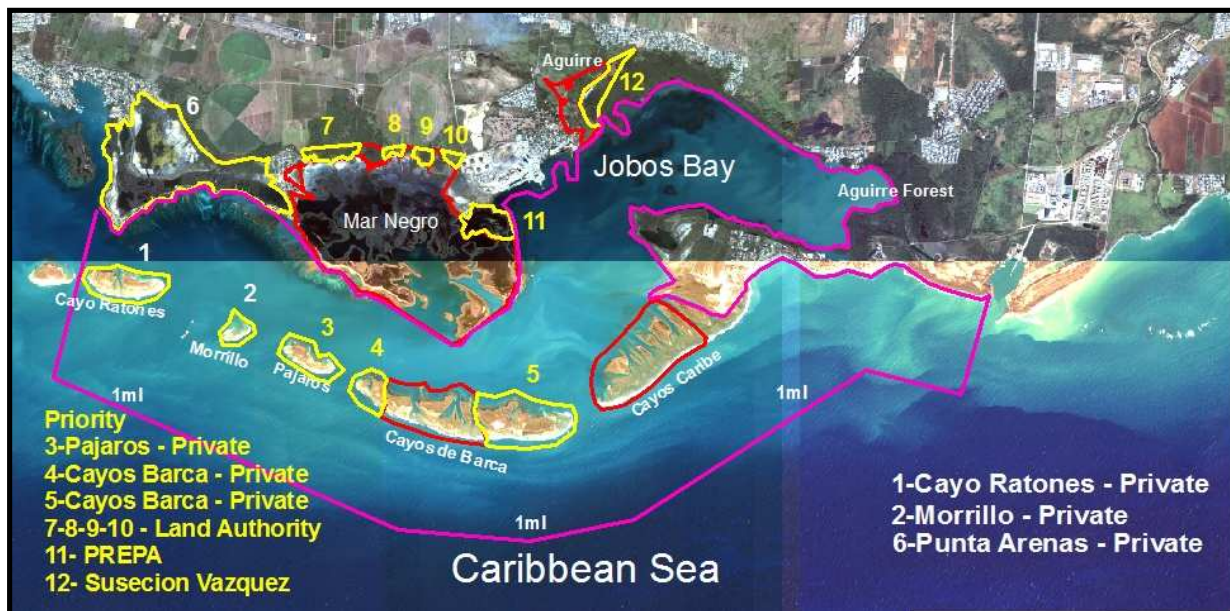 Aguirre
12
6
7
8
9
10
Jobos Bay
Aguirre Forest
Mar Negro
11
1
Cayo Ratones
2
Morrillo
3
Pajaros
4
5
Cayos Caribe
Cayos de Barca
1ml
1ml
1ml
Priority
3-Pajaros - Private
4-Cayos Barca - Private
5-Cayos Barca - Private
7-8-9-10 - Land Authority
11- PREPA
12- Susecion Vazquez
1-Cayo Ratones - Private
2-Morrillo - Private
6-Punta Arenas - Private
Caribbean Sea